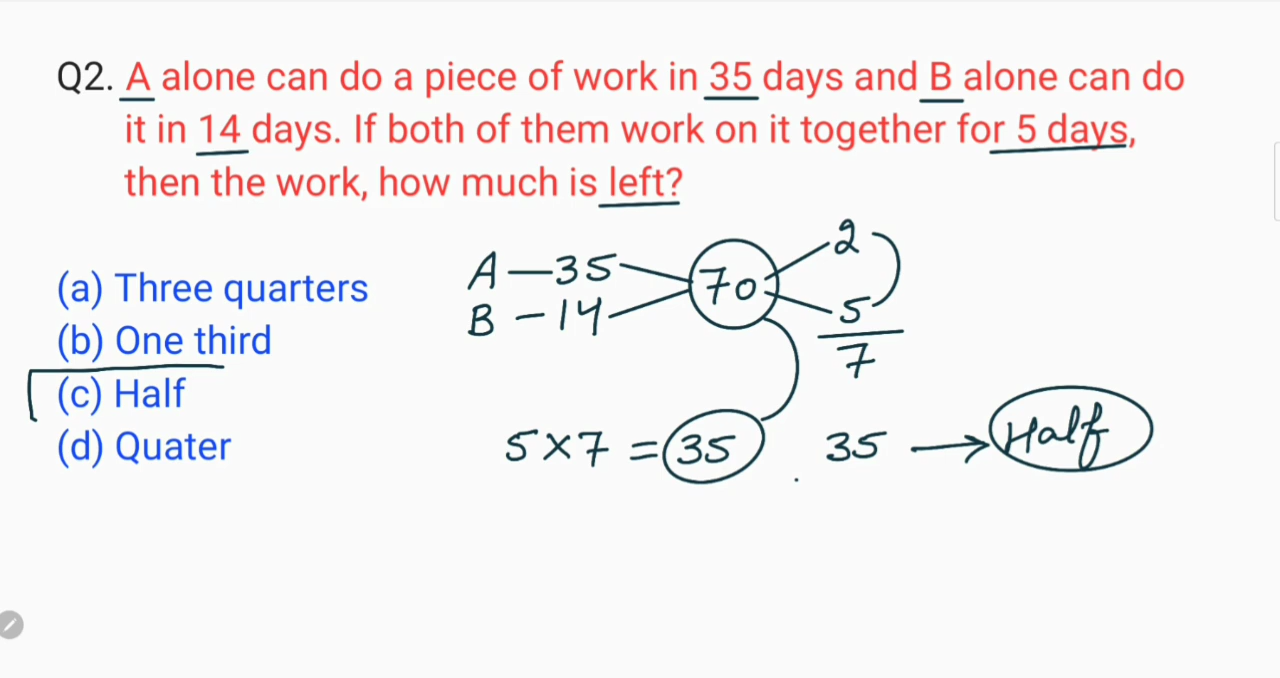 Q2. A alone can do a piece of work in 35 days and B alone can do
it in 14 days. If both of them work on it together for 5 days,
then the work, how much is left?
(a) Three quarters
(b) One third
(c) Half
(d) Quater
A – 35 70 2
B – 14 5
7
5 × 7 = 35 35 → Half